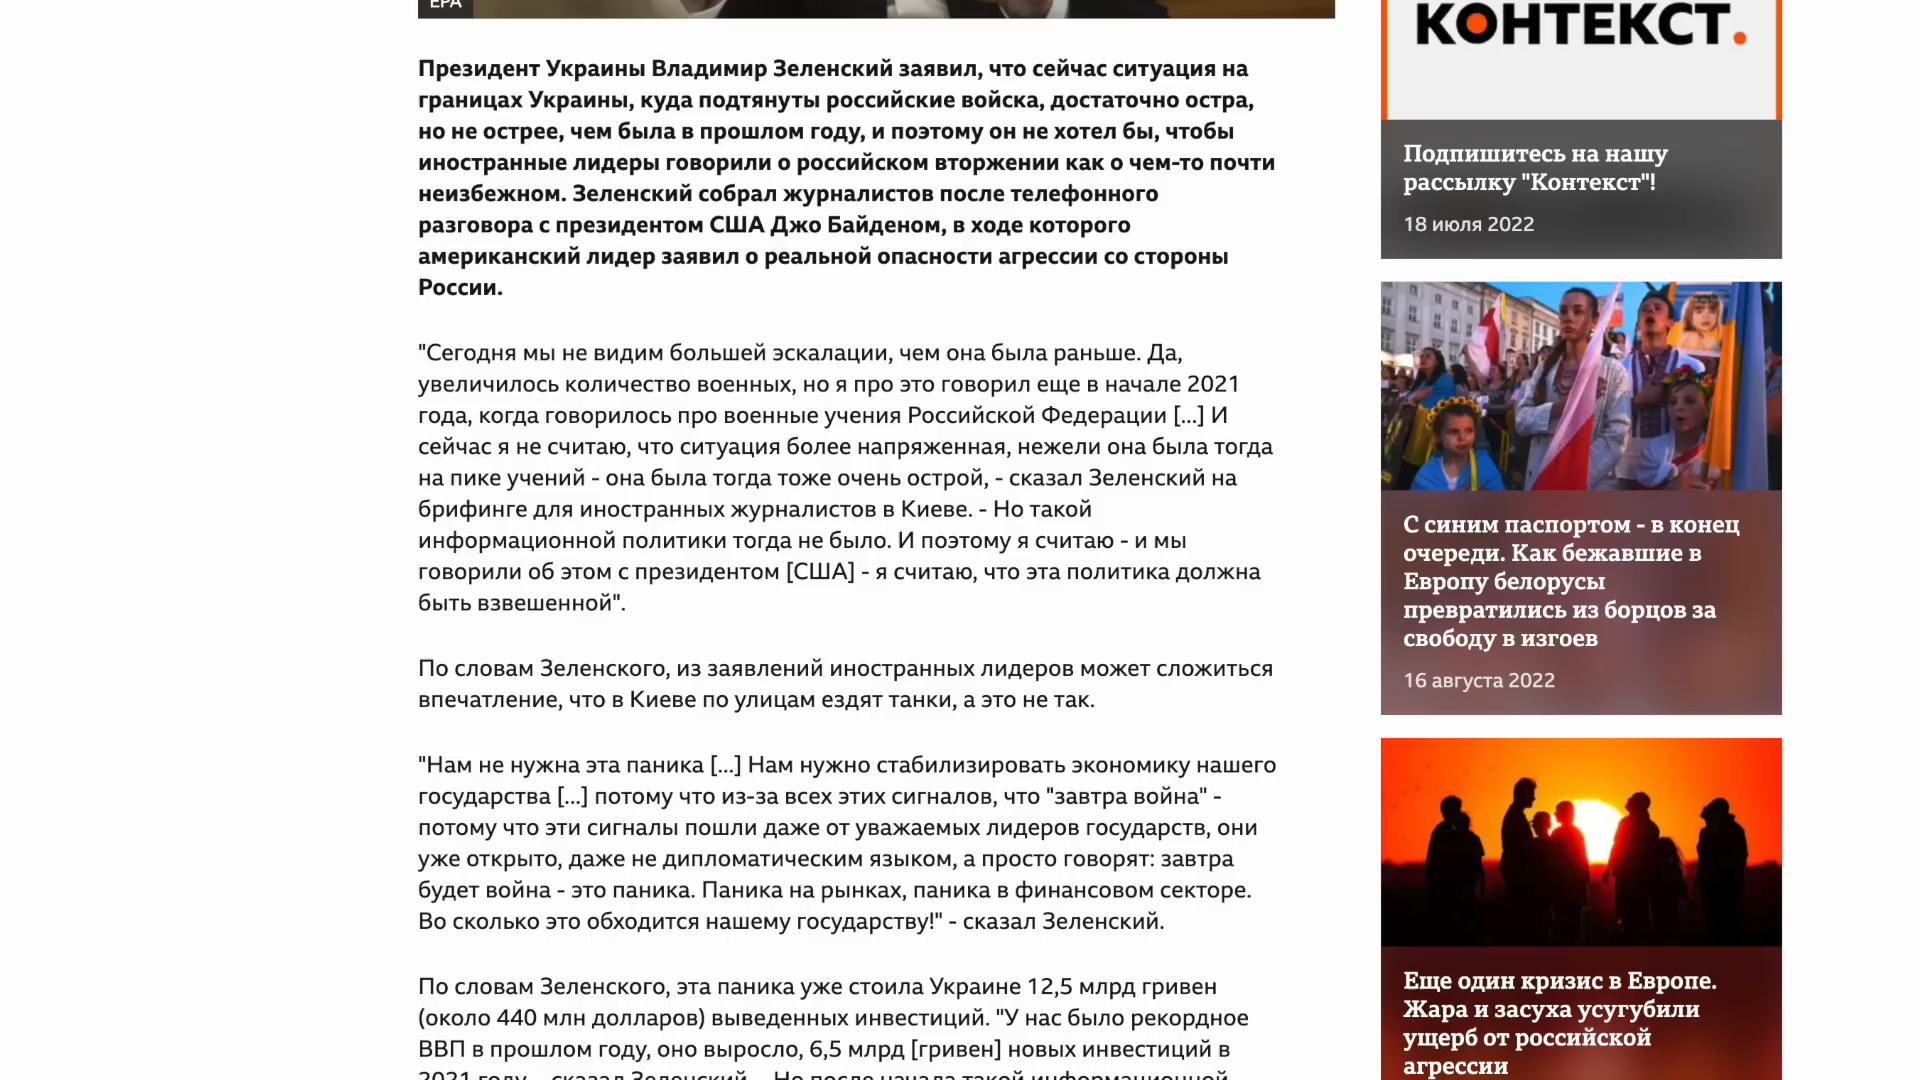 EPA
Президент Украины Владимир Зеленский заявил, что сейчас ситуация на
границах Украины, куда подтянуты российские войска, достаточно остра,
но не острее, чем была в прошлом году, и поэтому он не хотел бы, чтобы
иностранные лидеры говорили о российском вторжении как о чем-то почти
неизбежном. Зеленский собрал журналистов после телефонного
разговора с президентом США Джо Байденом, в ходе которого
американский лидер заявил о реальной опасности агрессии со стороны
России.
"Сегодня мы не видим большей эскалации, чем она была раньше. Да,
увеличилось количество военных, но я про это говорил еще в начале 2021
года, когда говорилось про военные учения Российской Федерации [...] И
сейчас я не считаю, что ситуация более напряженная, нежели она была тогда
на пике учений - она была тогда тоже очень острой, - сказал Зеленский на
брифинге для иностранных журналистов в Киеве. - Но такой
информационной политики тогда не было. И поэтому я считаю - и мы
говорили об этом с президентом [США] - я считаю, что эта политика должна
быть взвешенной".
По словам Зеленского, из заявлений иностранных лидеров может сложиться
впечатление, что в Киеве по улицам ездят танки, а это не так.
"Нам не нужна эта паника [...] Нам нужно стабилизировать экономику нашего
государства [...] потому что из-за всех этих сигналов, что "завтра война" -
потому что эти сигналы пошли даже от уважаемых лидеров государств, они
уже открыто, даже не дипломатическим языком, а просто говорят: завтра
будет война - это паника. Паника на рынках, паника в финансовом секторе.
Во сколько это обходится нашему государству!" - сказал Зеленский.
По словам Зеленского, эта паника уже стоила Украине 12,5 млрд гривен
(около 440 млн долларов) выведенных инвестиций. "У нас было рекордное
ВВП в прошлом году, оно выросло, 6,5 млрд [гривен] новых инвестиций в
2021 году, - сказал Зеленский. - Но после начала такой информационной
КОНТЕКСТ.
Подпишитесь на нашу
рассылку "Контекст"!
18 июля 2022
С синим паспортом - в конец
очереди. Как бежавшие в
Европу белорусы
превратились из борцов за
свободу в изгоев
16 августа 2022
Еще один кризис в Европе.
Жара и засуха усугубили
ущерб от российской
агрессии